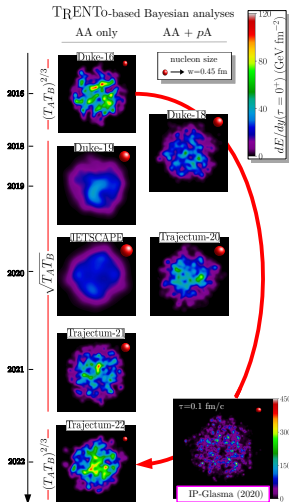 TRENTo-based Bayesian analyses
AA only
AA + pA
nucleon size
w=0.45 fm
120
80
40
0
dE/dy(τ = 0⁺) (GeV fm⁻²)
2016
2018
2019
2020
2021
2022
(T_A T_B)^{2/3}
√T_A T_B
(T_A T_B)^{2/3}
Duke-16
Duke-18
Duke-19
JETSCAPE
Trajectum-20
Trajectum-21
Trajectum-22
τ=0.1 fm/c
450
300
150
0
IP-Glasma (2020)